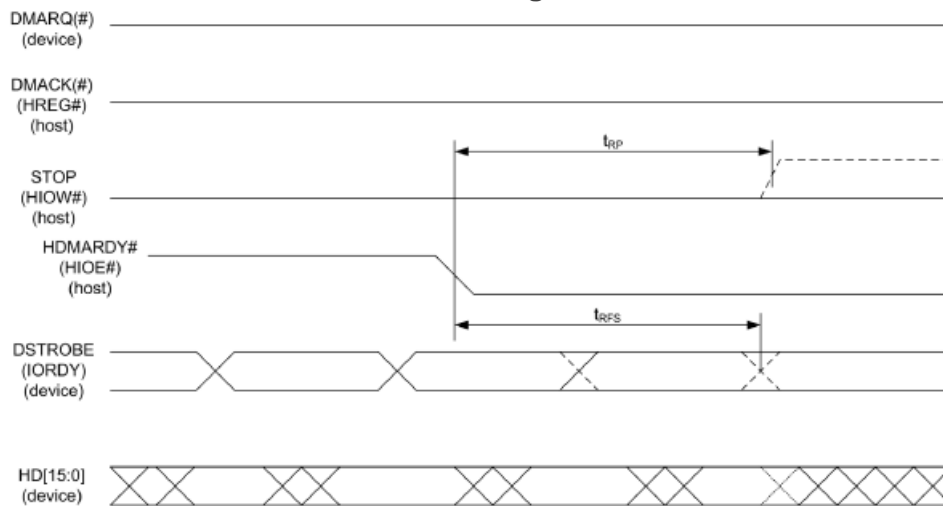 DMARQ(#)
(device)
DMACK(#)
(HREG#)
(host)
tRP
STOP
(HIOW#)
(host)
HDMARDY#
(HIOE#)
(host)
tRFS
DSTROBE
(IORDY)
(device)
HD[15:0]
(device)